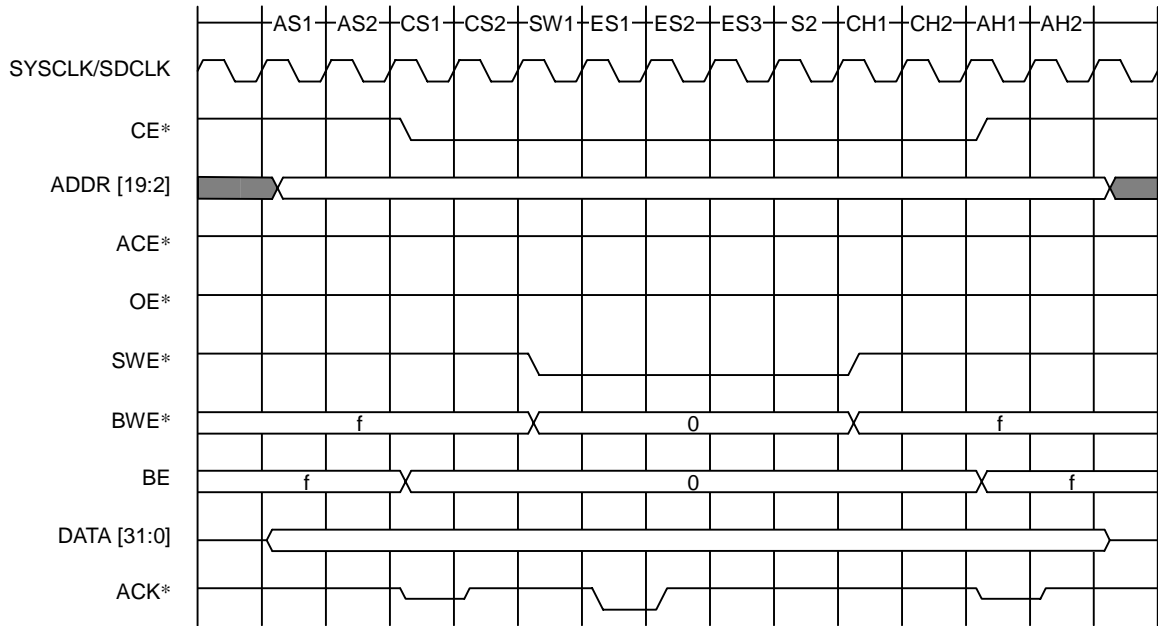 AS1 AS2 CS1 CS2 SW1 ES1 ES2 ES3 S2 CH1 CH2 AH1 AH2
SYSCLK/SDCLK
CE*
ADDR [19:2]
ACE*
OE*
SWE*
BWE* f 0 f
BE f 0 f
DATA [31:0]
ACK*